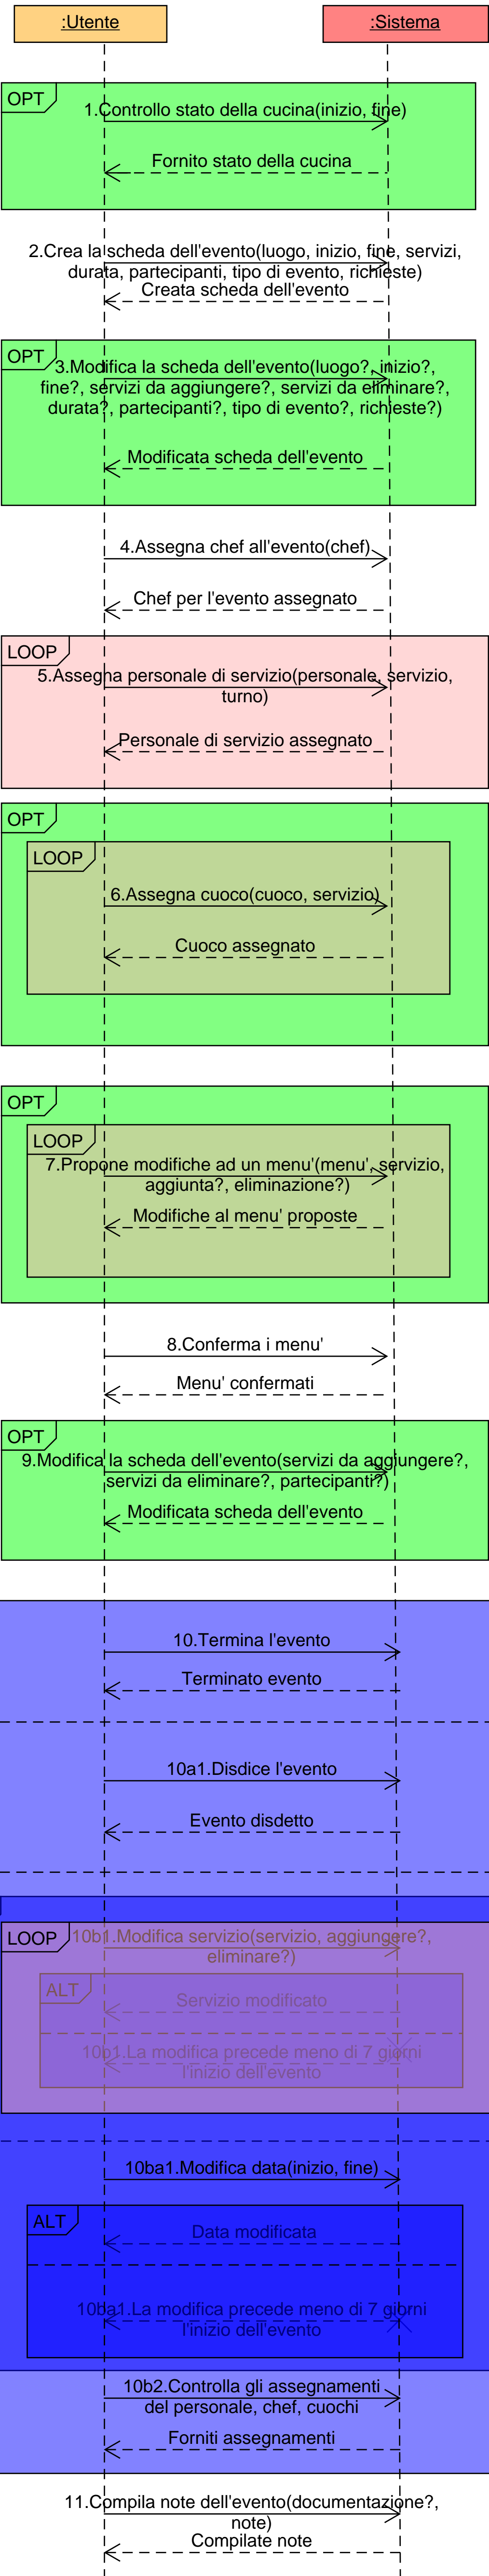 :Utente
:Sistema
OPT
1.Controllo stato della cucina(inizio, fine)
Fornito stato della cucina
2.Crea la scheda dell'evento(luogo, inizio, fine, servizi,
durata, partecipanti, tipo di evento, richieste)
Creata scheda dell'evento
OPT
3.Modifica la scheda dell'evento(luogo?, inizio?,
fine?, servizi da aggiungere?, servizi da eliminare?,
durata?, partecipanti?, tipo di evento?, richieste?)
Modificata scheda dell'evento
4.Assegna chef all'evento(chef)
Chef per l'evento assegnato
LOOP
5.Assegna personale di servizio(personale, servizio,
turno)
Personale di servizio assegnato
OPT
LOOP
6.Assegna cuoco(cuoco, servizio)
Cuoco assegnato
OPT
LOOP
7.Propone modifiche ad un menu'(menu', servizio,
aggiunta?, eliminazione?)
Modifiche al menu' proposte
8.Conferma i menu'
Menu' confermati
OPT
9.Modifica la scheda dell'evento(servizi da aggiungere?,
servizi da eliminare?, partecipanti?)
Modificata scheda dell'evento
10.Termina l'evento
Terminato evento
10a1.Disdice l'evento
Evento disdetto
LOOP
10b1.Modifica servizio(servizio, aggiungere?,
eliminare?)
ALT
Servizio modificato
10b1.La modifica precede meno di 7 giorni
l'inizio dell'evento
10ba1.Modifica data(inizio, fine)
ALT
Data modificata
10ba1.La modifica precede meno di 7 giorni
l'inizio dell'evento
10b2.Controlla gli assegnamenti
del personale, chef, cuochi
Forniti assegnamenti
11.Compila note dell'evento(documentazione?,
note)
Compilate note